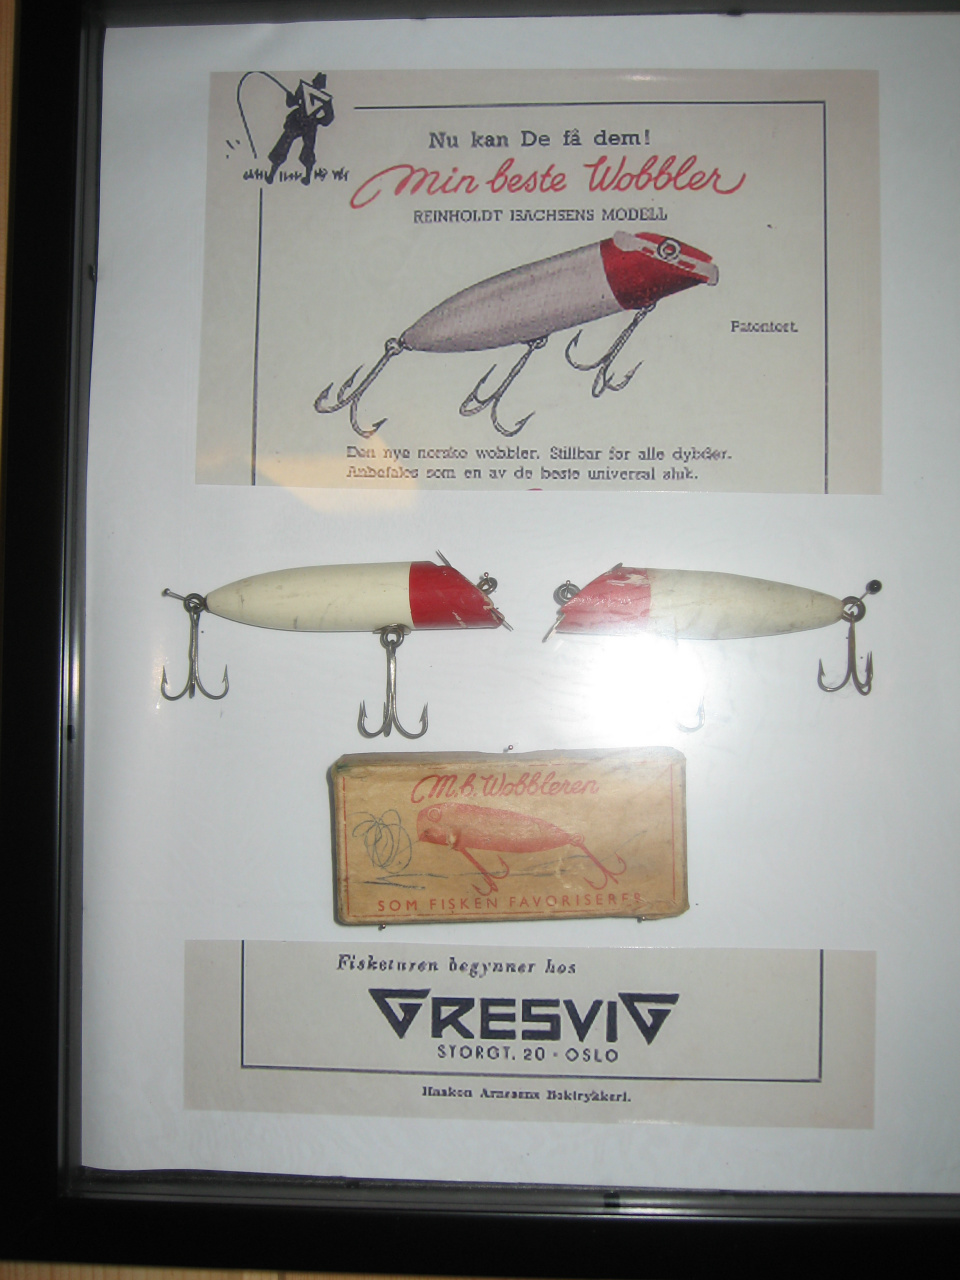 Nu kan De få dem!
Min beste Wobbler
REINHOLDT ISACHSENS MODELL
Patentert.
Den nye norske wobbler. Stillbar for alle dybder.
Anbefales som en av de beste universal sluk.
M.B. Wobbleren
SOM FISKEN FAVORISERER
Fisketuren begynner hos
GRESVIG
STORGT. 20 - OSLO
Haakon Arnesens Boktrykkeri.